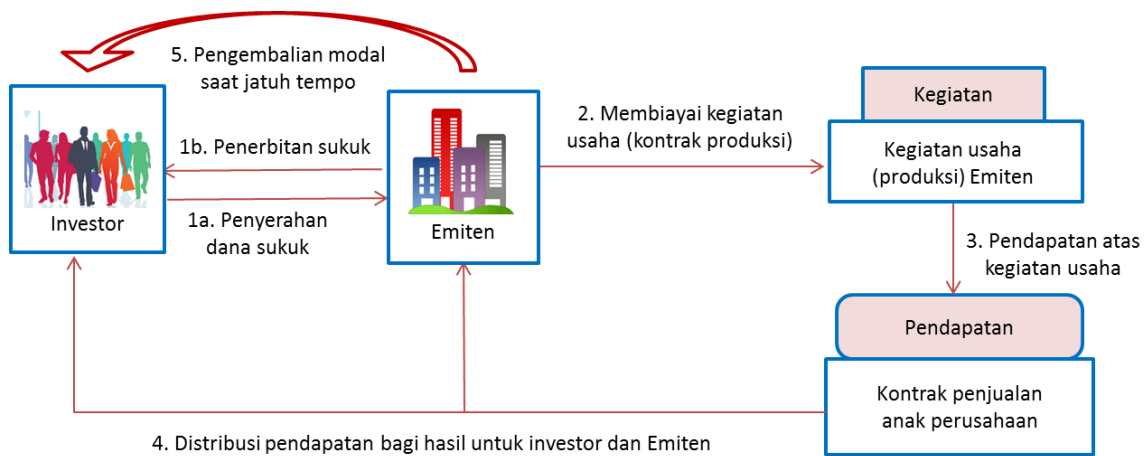 5. Pengembalian modal
saat jatuh tempo
Investor
1b. Penerbitan sukuk
1a. Penyerahan
dana sukuk
Emiten
2. Membiayai kegiatan
usaha (kontrak produksi)
Kegiatan
Kegiatan usaha
(produksi) Emiten
3. Pendapatan atas
kegiatan usaha
Pendapatan
Kontrak penjualan
anak perusahaan
4. Distribusi pendapatan bagi hasil untuk investor dan Emiten